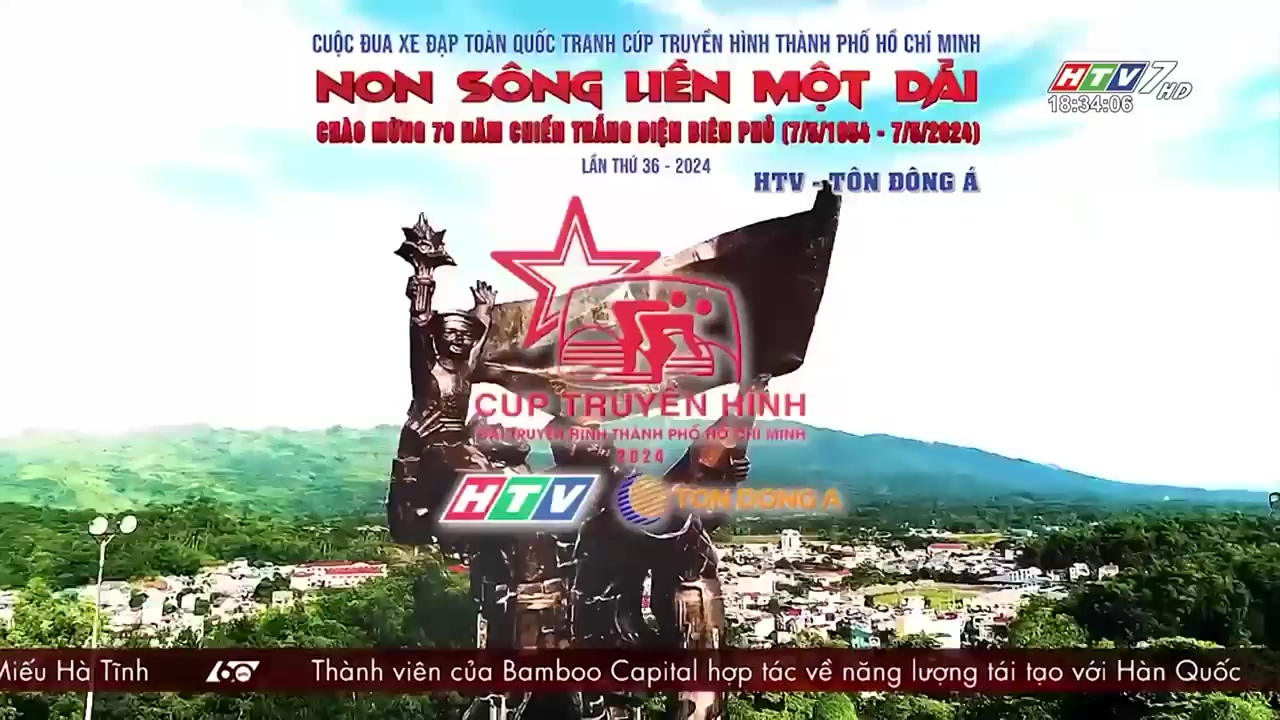 CUỘC ĐUA XE ĐẠP TOÀN QUỐC TRANH CÚP TRUYỀN HÌNH THÀNH PHỐ HỒ CHÍ MINH
NON SÔNG LIỀN MỘT DẢI
CHÀO MỪNG 70 NĂM CHIẾN THẮNG ĐIỆN BIÊN PHỦ (7/5/1954 - 7/5/2024)
LẦN THỨ 36 - 2024
HTV - TÔN ĐÔNG Á
HTV7 HD
18:34:06
CUP TRUYỀN HÌNH
ĐÀI TRUYỀN HÌNH THÀNH PHỐ HỒ CHÍ MINH
2024
HTV
TÔN ĐÔNG Á
Miếu Hà Tĩnh
60
Thành viên của Bamboo Capital hợp tác về năng lượng tái tạo với Hàn Quốc